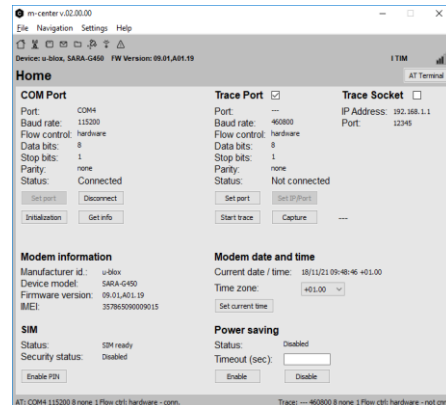 m-center v.02.00.00
File Navigation Settings Help
Device: u-blox, SARA-G450 FW Version: 09.01,A01.19 I TIM
Home
AT Terminal
COM Port
Port: COM4
Baud rate: 115200
Flow control: hardware
Data bits: 8
Stop bits: 1
Parity: none
Status: Connected
Set port Disconnect
Initialization Get info
Trace Port
Port: ---
Baud rate: 460800
Flow control: hardware
Data bits: 8
Stop bits: 1
Parity: none
Status: Not connected
Set port Set IP/Port
Start trace Capture ---
Trace Socket
IP Address: 192.168.1.1
Port: 12345
Modem information
Manufacturer id.: u-blox
Device model: SARA-G450
Firmware version: 09.01,A01.19
IMEI: 357865090009015
Modem date and time
Current date / time: 18/11/21 09:48:46 +01.00
Time zone: +01.00
Set current time
SIM
Status: SIM ready
Security status: Disabled
Enable PIN
Power saving
Status: Disabled
Timeout (sec):
Enable Disable
AT: COM4 115200 8 none 1 Flow ctrl: hardware - conn. Trace: --- 460800 8 none 1 Flow ctrl: hardware - not